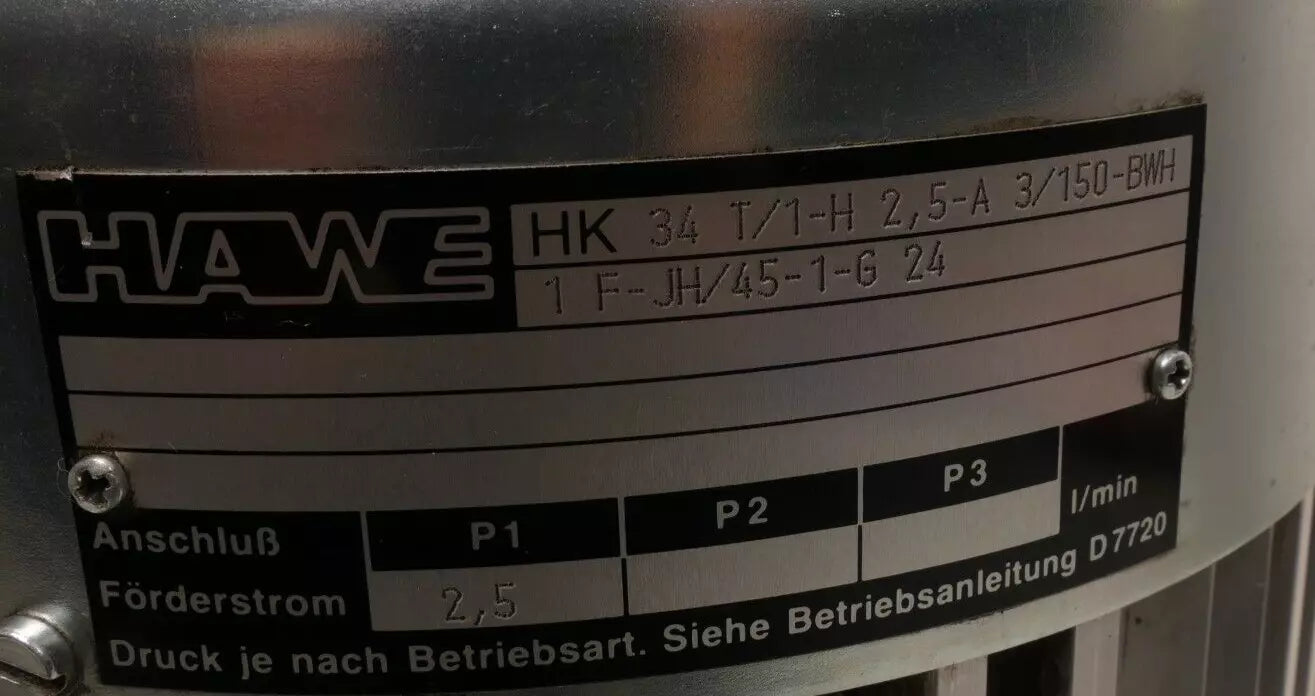 HAWE
HK 34 T/1-H 2,5-A 3/150-BWH
1 F-JH/45-1-G 24
Anschluß P1 P2 P3
Förderstrom 2,5 l/min
Druck je nach Betriebsart. Siehe Betriebsanleitung D 7720